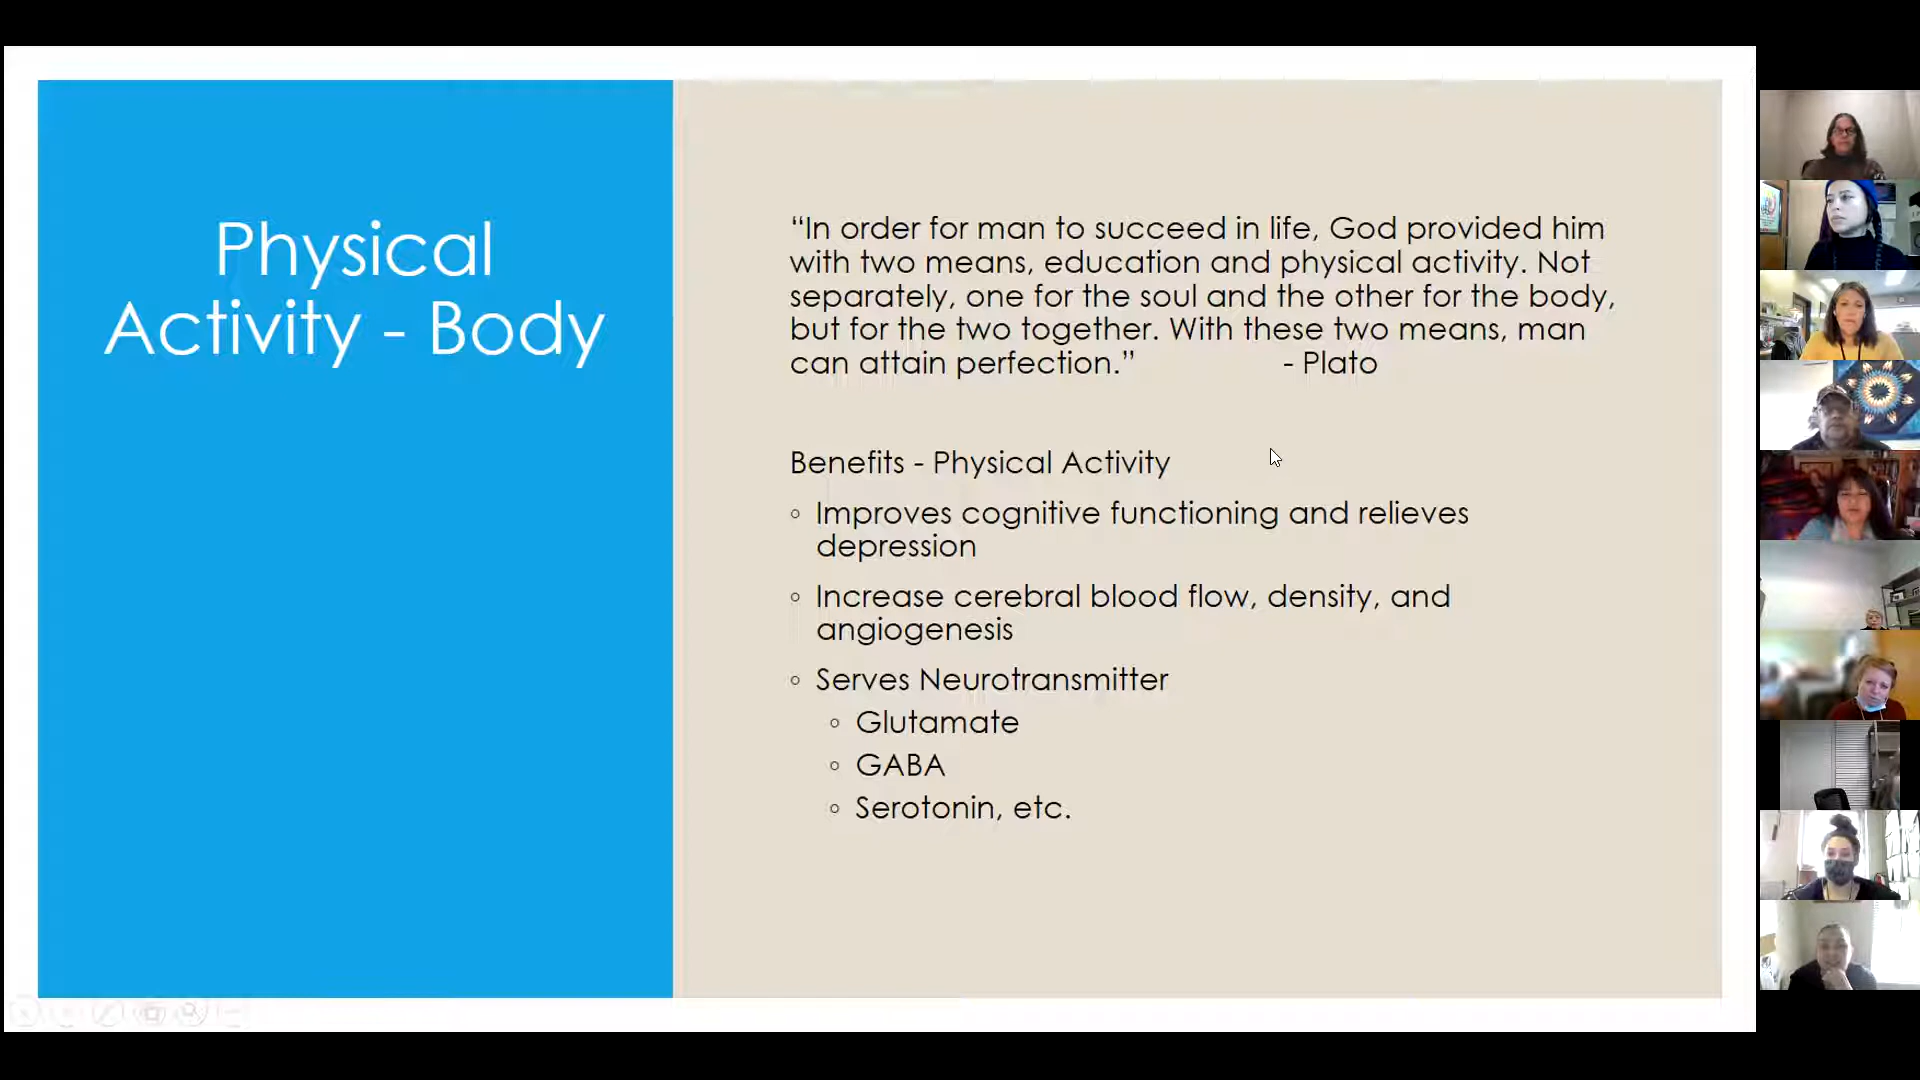 Physical
Activity - Body
“In order for man to succeed in life, God provided him
with two means, education and physical activity. Not
separately, one for the soul and the other for the body,
but for the two together. With these two means, man
can attain perfection.” - Plato
Benefits - Physical Activity
◦ Improves cognitive functioning and relieves
depression
◦ Increase cerebral blood flow, density, and
angiogenesis
◦ Serves Neurotransmitter
◦ Glutamate
◦ GABA
◦ Serotonin, etc.